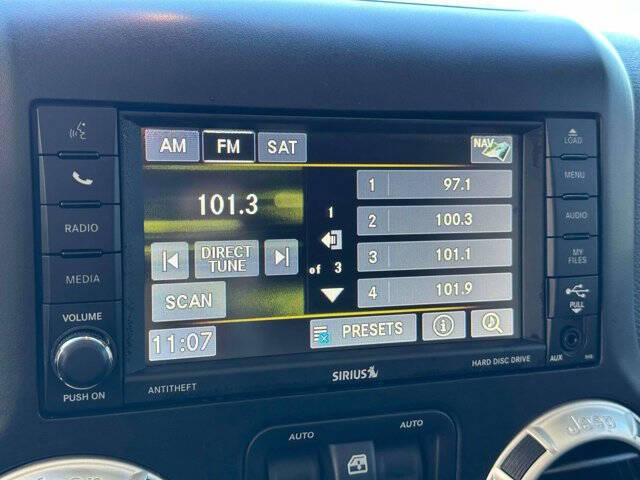 AM FM SAT NAV
LOAD
MENU
AUDIO
MY
FILES
PULL
AUX
RADIO
MEDIA
VOLUME
PUSH ON
101.3
DIRECT
TUNE
SCAN
11:07
1
of 3
1 97.1
2 100.3
3 101.1
4 101.9
PRESETS
ANTITHEFT
SIRIUS
HARD DISC DRIVE
AUTO
AUTO
Jeep